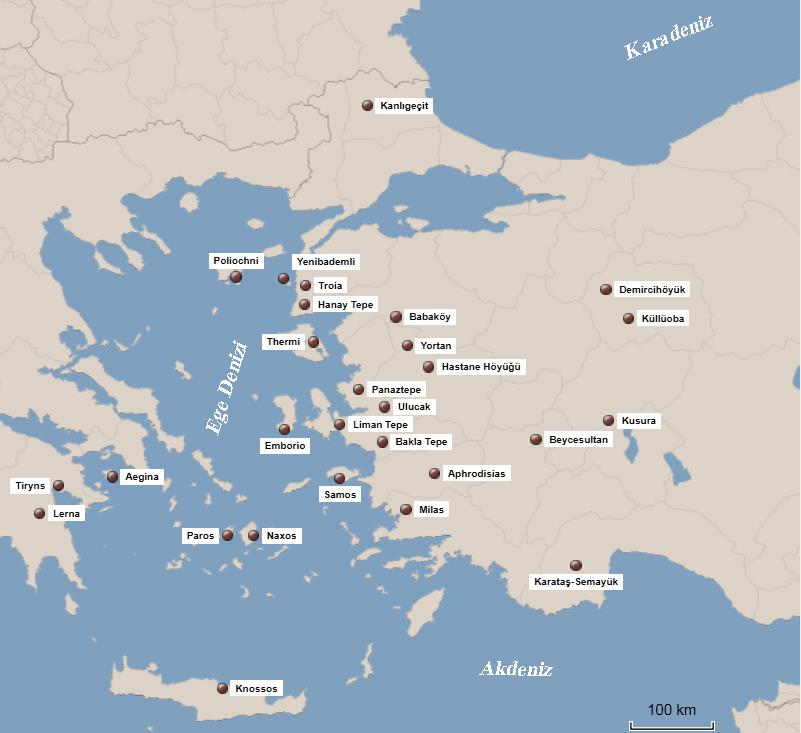 Karadeniz
Kanlıgeçit
Poliochni
Yenibademli
Troia
Hanay Tepe
Demircihöyük
Küllüoba
Babaköy
Thermi
Yortan
Hastane Höyüğü
Ege Denizi
Panaztepe
Ulucak
Liman Tepe
Kusura
Emborio
Bakla Tepe
Beycesultan
Aegina
Aphrodisias
Tiryns
Samos
Lerna
Milas
Paros
Naxos
Karataş-Semayük
Akdeniz
Knossos
100 km